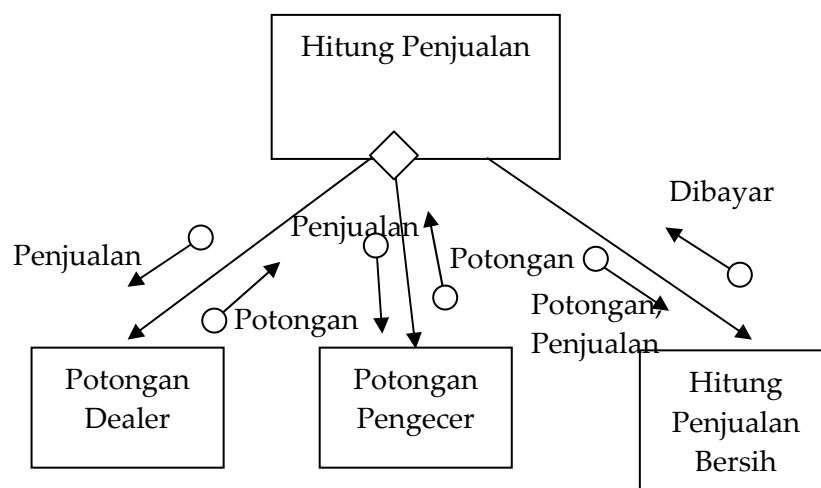 Hitung Penjualan
Dibayar
Penjualan
Penjualan
Potongan
Potongan
Potongan,
Penjualan
Potongan
Dealer
Potongan
Pengecer
Hitung
Penjualan
Bersih